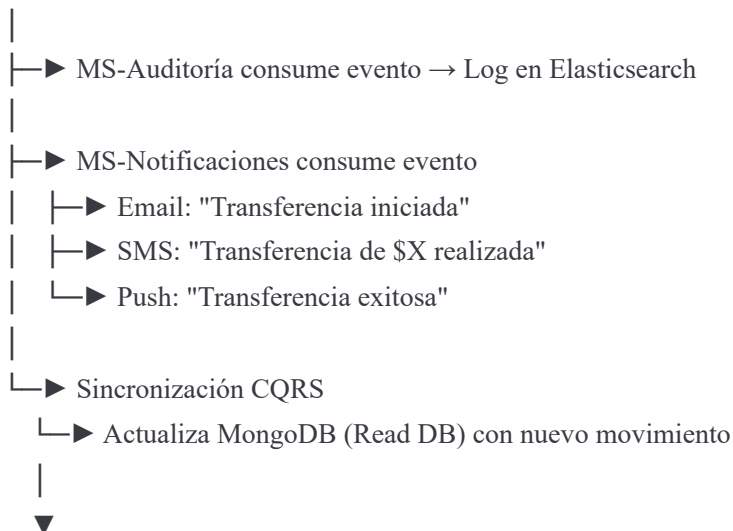 MS-Auditoría consume evento → Log en Elasticsearch
MS-Notificaciones consume evento
Email: "Transferencia iniciada"
SMS: "Transferencia de $X realizada"
Push: "Transferencia exitosa"
Sincronización CQRS
Actualiza MongoDB (Read DB) con nuevo movimiento